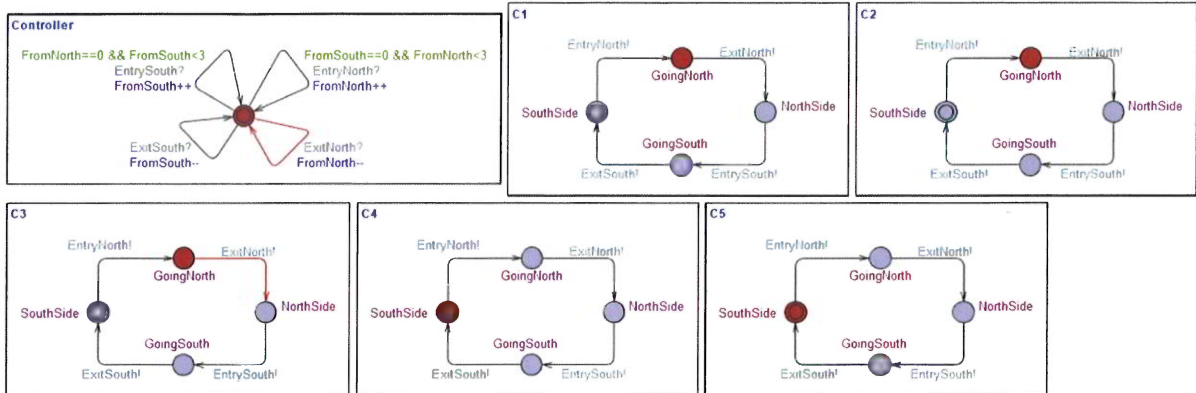 Controller
FromNorth==0 && FromSouth<3
FromSouth==0 && FromNorth<3
EntrySouth?
EntryNorth?
FromSouth++
FromNorth++
ExitSouth?
ExitNorth?
FromSouth--
FromNorth--
C1
EntryNorth!
ExitNorth!
GoingNorth
SouthSide
NorthSide
GoingSouth
ExitSouth!
EntrySouth!
C2
EntryNorth!
ExitNorth!
GoingNorth
SouthSide
NorthSide
GoingSouth
ExitSouth!
EntrySouth!
C3
EntryNorth!
ExitNorth!
GoingNorth
SouthSide
NorthSide
GoingSouth
ExitSouth!
EntrySouth!
C4
EntryNorth!
ExitNorth!
GoingNorth
SouthSide
NorthSide
GoingSouth
ExitSouth!
EntrySouth!
C5
EntryNorth!
ExitNorth!
GoingNorth
SouthSide
NorthSide
GoingSouth
ExitSouth!
EntrySouth!